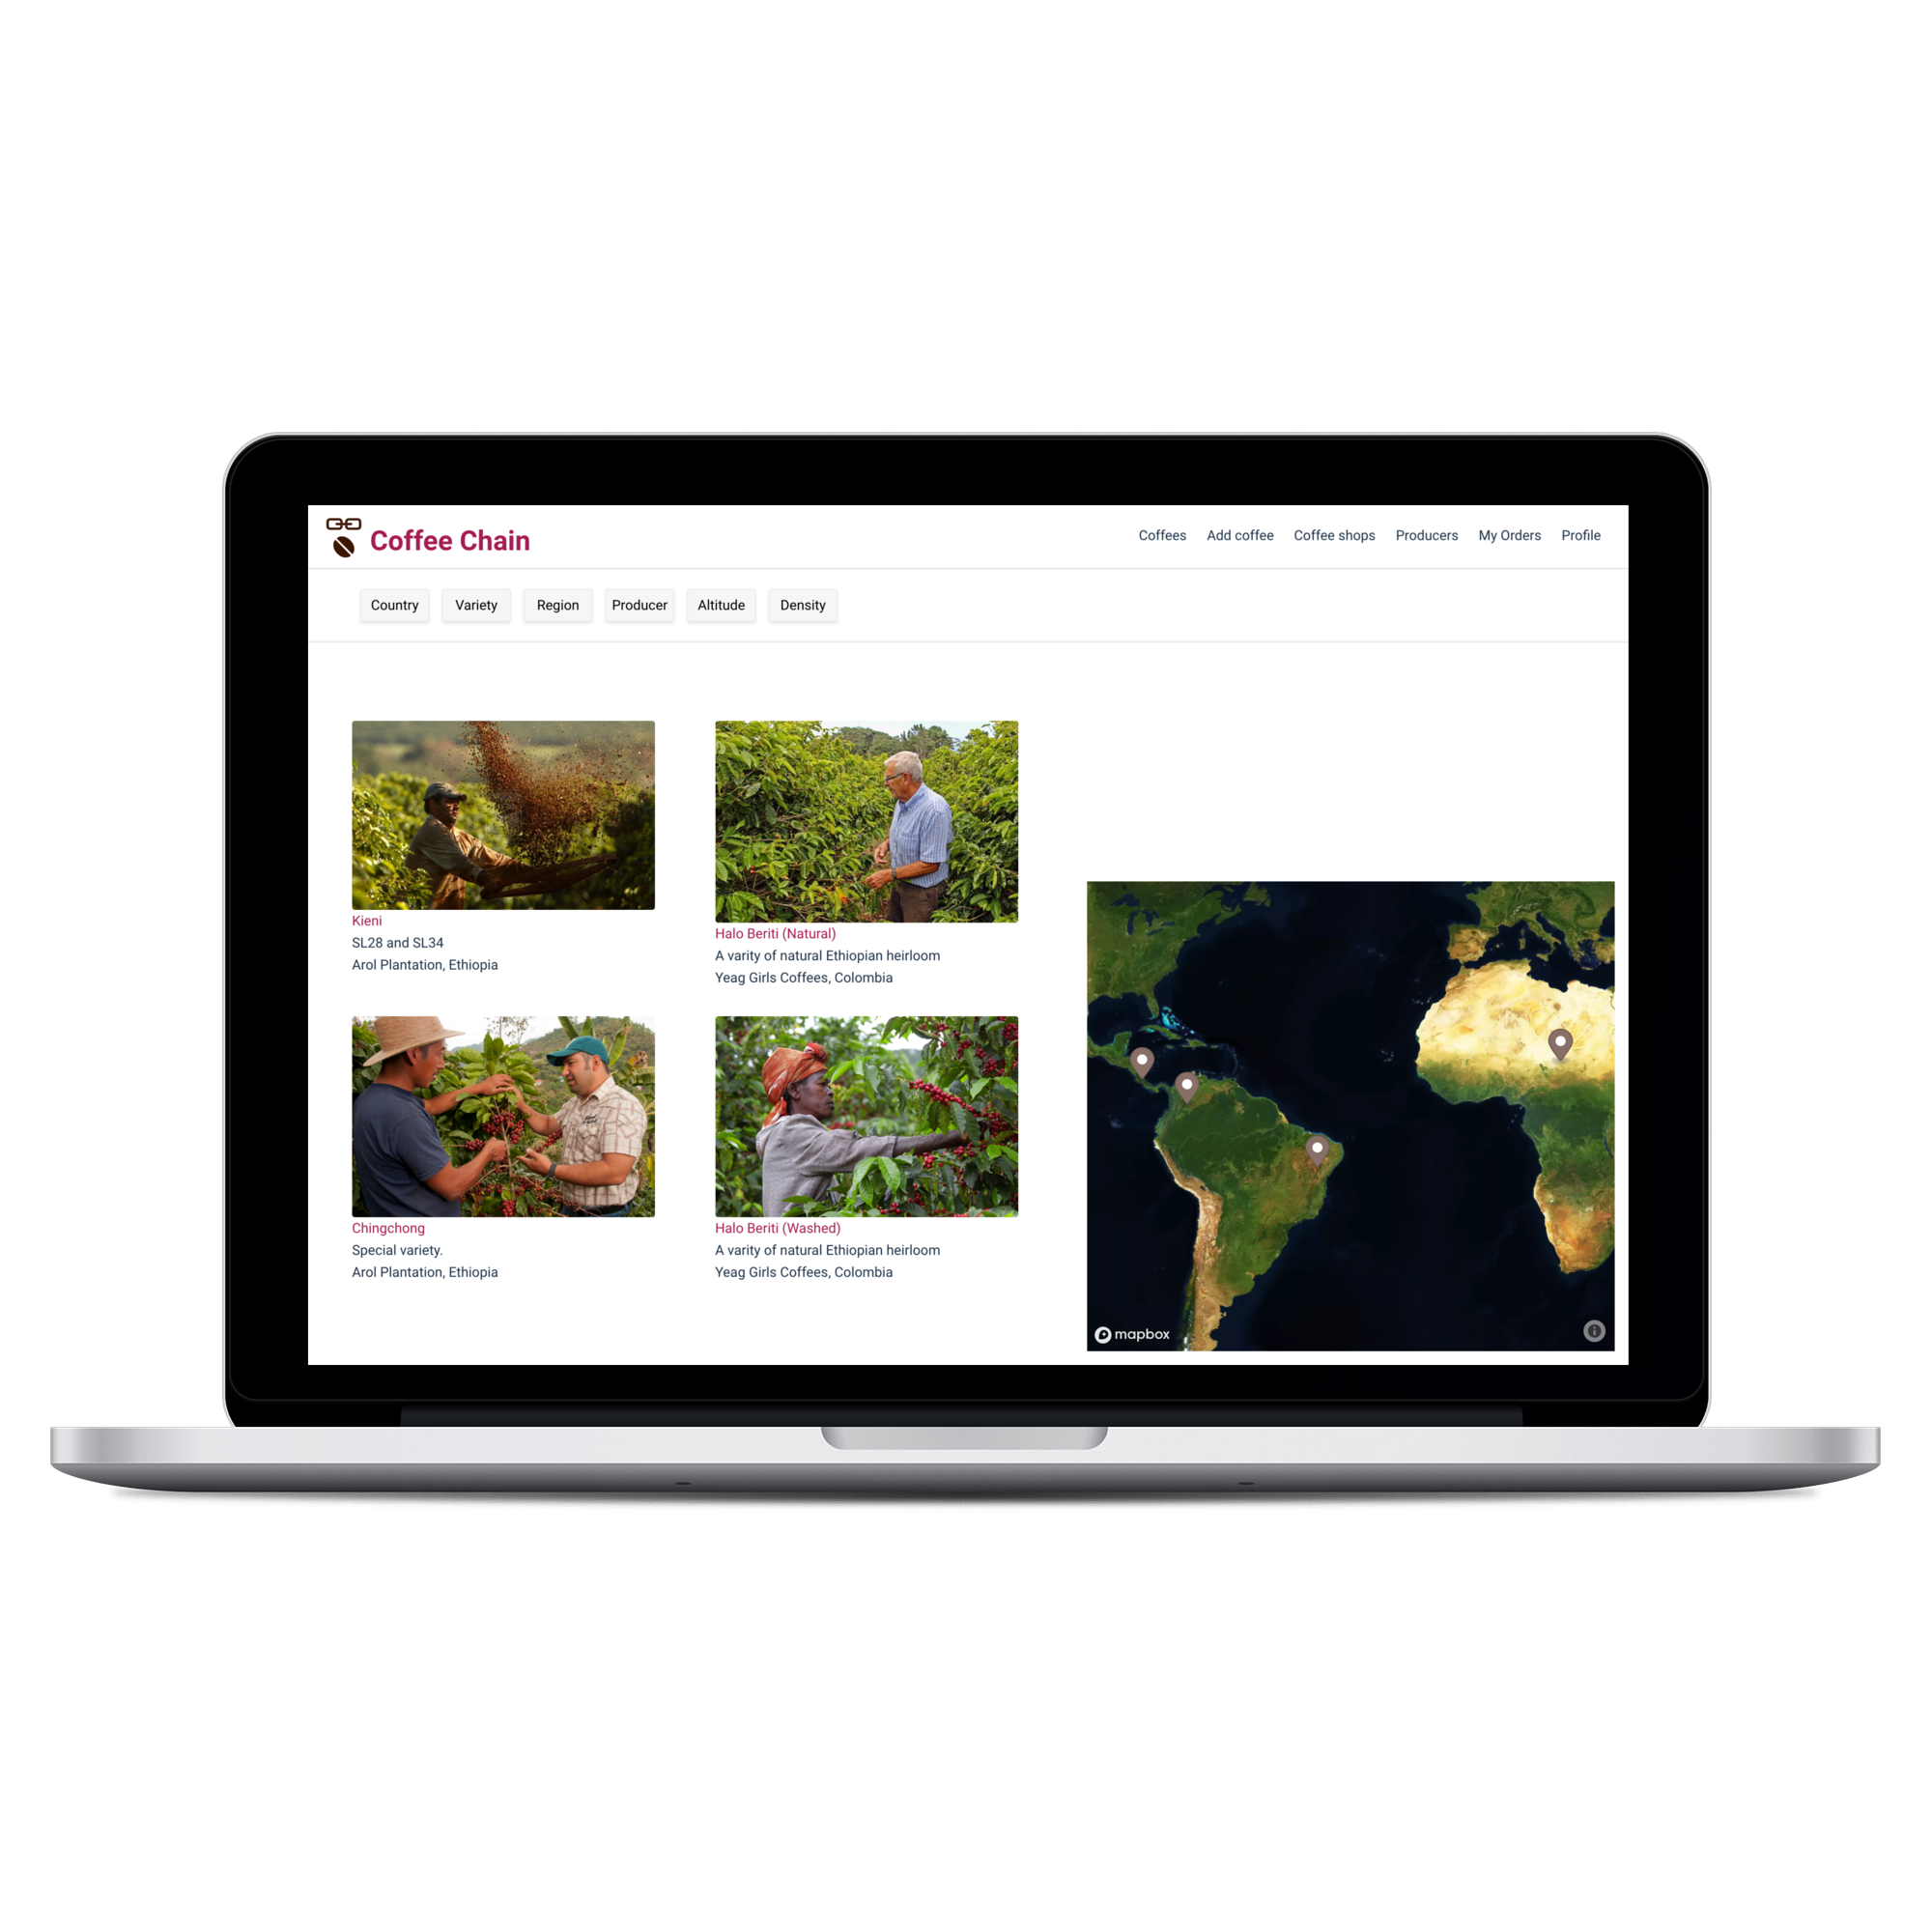 Coffee Chain
Coffees Add coffee Coffee shops Producers My Orders Profile
Country Variety Region Producer Altitude Density
Kieni
SL28 and SL34
Arol Plantation, Ethiopia
Halo Beriti (Natural)
A varity of natural Ethiopian heirloom
Yeag Girls Coffees, Colombia
Chingchong
Special variety.
Arol Plantation, Ethiopia
Halo Beriti (Washed)
A varity of natural Ethiopian heirloom
Yeag Girls Coffees, Colombia
mapbox